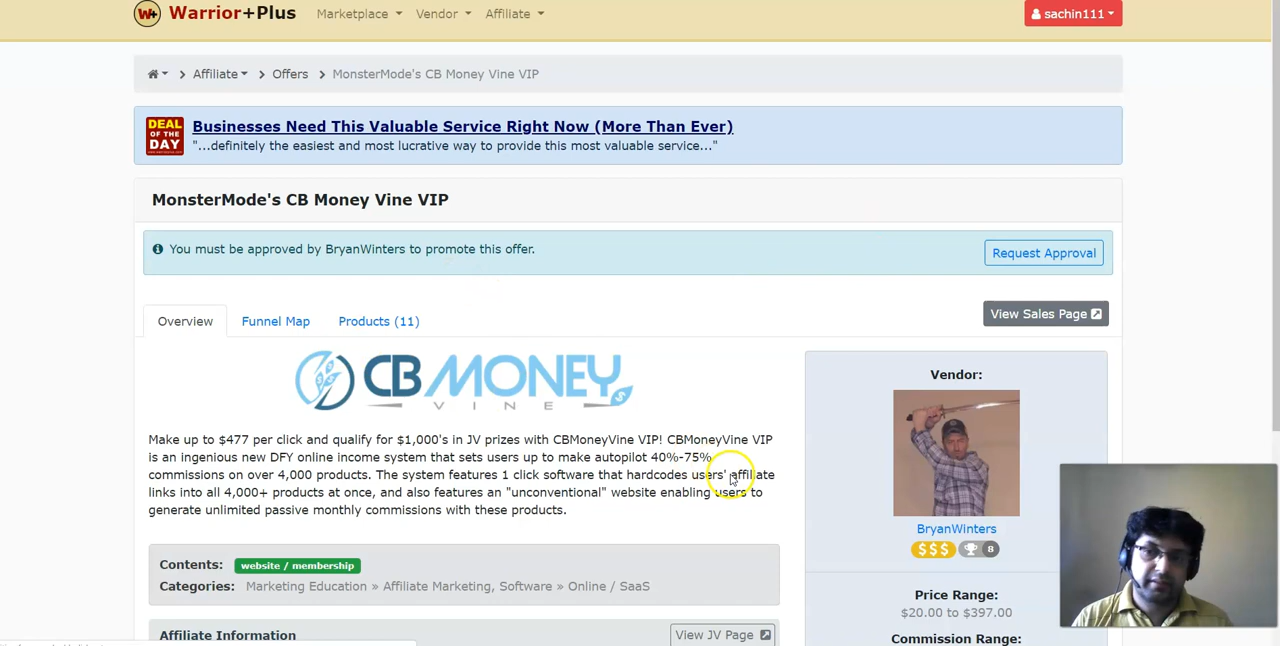 Warrior+Plus
Marketplace
Vendor
Affiliate
sachin111
Affiliate
Offers
MonsterMode's CB Money Vine VIP
DEAL OF THE DAY
Businesses Need This Valuable Service Right Now (More Than Ever)
"...definitely the easiest and most lucrative way to provide this most valuable service..."
MonsterMode's CB Money Vine VIP
You must be approved by BryanWinters to promote this offer.
Request Approval
Overview
Funnel Map
Products (11)
View Sales Page
CB MONEY
VINE
Make up to $477 per click and qualify for $1,000's in JV prizes with CBMoneyVine VIP! CBMoneyVine VIP
is an ingenious new DFY online income system that sets users up to make autopilot 40%-75%
commissions on over 4,000 products. The system features 1 click software that hardcodes users' affiliate
links into all 4,000+ products at once, and also features an "unconventional" website enabling users to
generate unlimited passive monthly commissions with these products.
Contents: website / membership
Categories: Marketing Education » Affiliate Marketing, Software » Online / SaaS
Affiliate Information
View JV Page
Vendor:
BryanWinters
$$$ 8
Price Range:
$20.00 to $397.00
Commission Range: